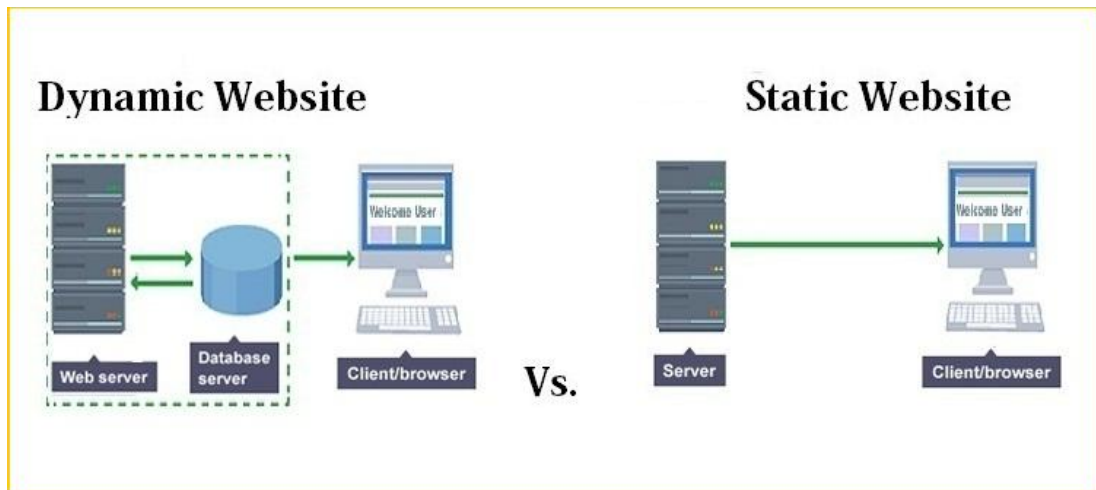 Dynamic Website
Static Website
Welcome User
Welcome User
Web server
Database
server
Client/browser
Vs.
Server
Client/browser